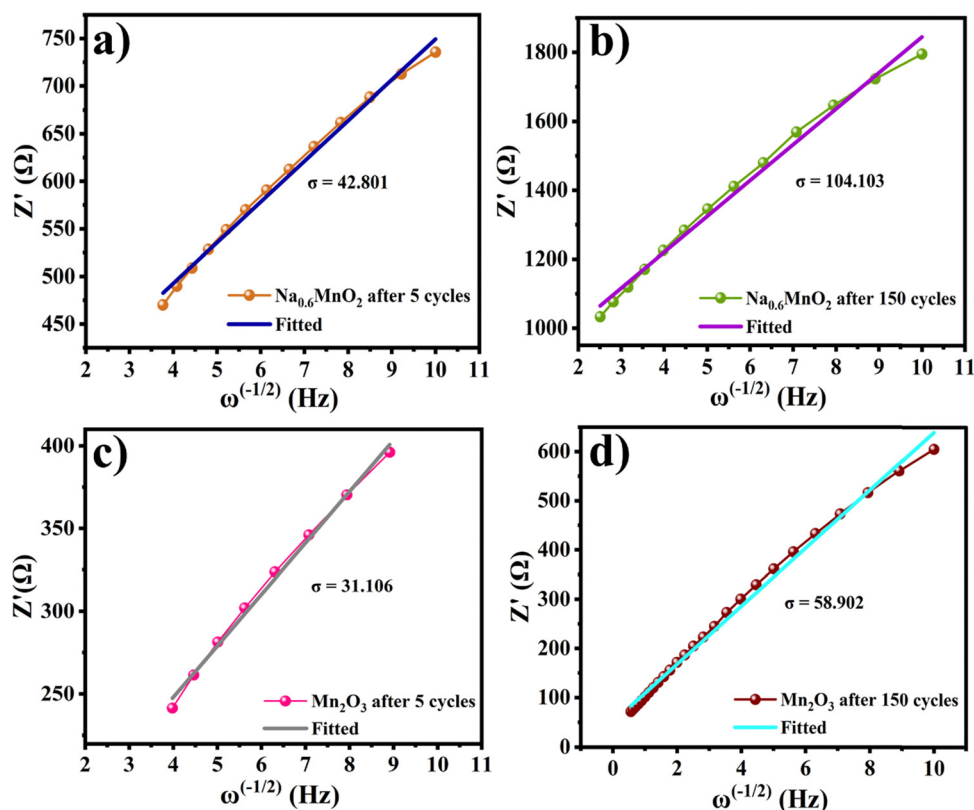 a)
750
700
650
600
550
500
450
Z' (Ω)
σ = 42.801
Na₀.₆MnO₂ after 5 cycles
Fitted
2 3 4 5 6 7 8 9 10 11
ω^(-1/2) (Hz)
b)
1800
1600
1400
1200
1000
Z' (Ω)
σ = 104.103
Na₀.₆MnO₂ after 150 cycles
Fitted
2 3 4 5 6 7 8 9 10 11
ω^(-1/2) (Hz)
c)
400
350
300
250
Z'(Ω)
σ = 31.106
Mn₂O₃ after 5 cycles
Fitted
2 3 4 5 6 7 8 9 10 11
ω^(-1/2) (Hz)
d)
600
500
400
300
200
100
0
Z' (Ω)
σ = 58.902
Mn₂O₃ after 150 cycles
Fitted
0 2 4 6 8 10
ω^(-1/2) (Hz)